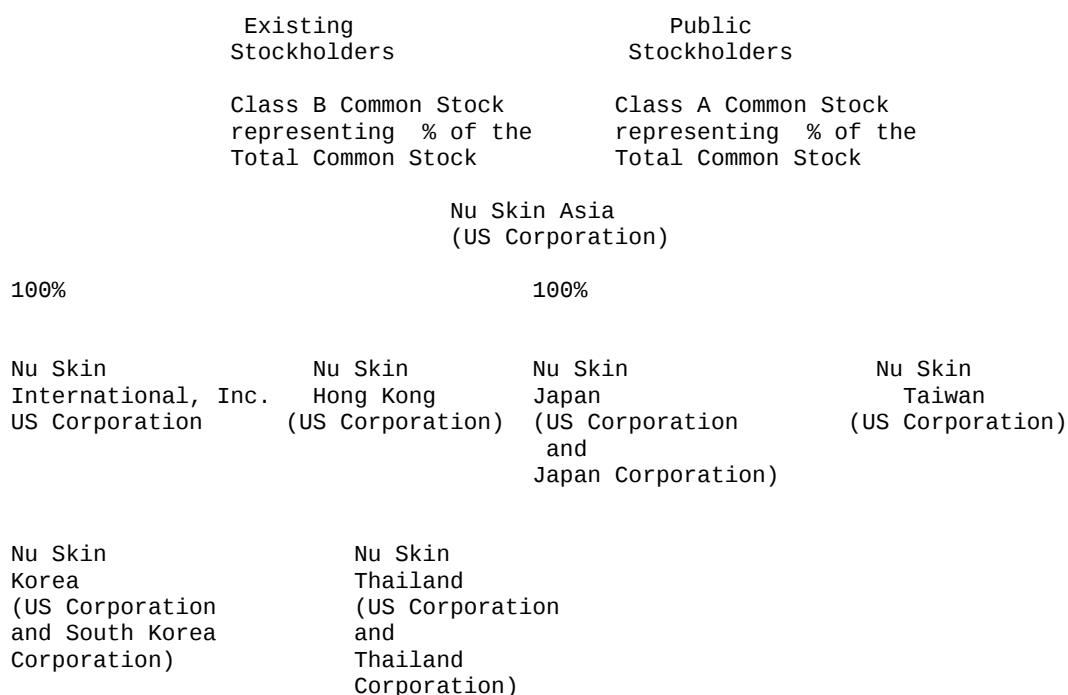 Existing                          Public
Stockholders                   Stockholders
Class B Common Stock          Class A Common Stock
representing  % of the        representing  % of the
Total Common Stock            Total Common Stock
Nu Skin Asia
(US Corporation)
100%                                        100%
Nu Skin                 Nu Skin          Nu Skin                    Nu Skin
International, Inc.   Hong Kong        Japan                        Taiwan
US Corporation       (US Corporation)  (US Corporation         (US Corporation)
and
Japan Corporation)
Nu Skin                    Nu Skin
Korea                      Thailand
(US Corporation            (US Corporation
and South Korea            and
Corporation)               Thailand
Corporation)